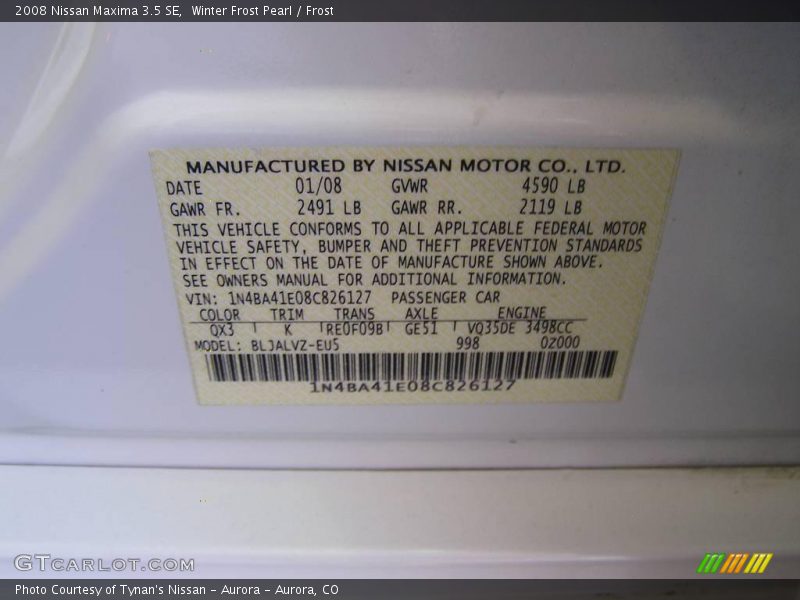 2008 Nissan Maxima 3.5 SE,  Winter Frost Pearl / Frost
MANUFACTURED BY NISSAN MOTOR CO., LTD.
DATE 01/08 GVWR 4590 LB
GAWR FR. 2491 LB GAWR RR. 2119 LB
THIS VEHICLE CONFORMS TO ALL APPLICABLE FEDERAL MOTOR
VEHICLE SAFETY, BUMPER AND THEFT PREVENTION STANDARDS
IN EFFECT ON THE DATE OF MANUFACTURE SHOWN ABOVE.
SEE OWNERS MANUAL FOR ADDITIONAL INFORMATION.
VIN: 1N4BA41E08C826127 PASSENGER CAR
COLOR TRIM TRANS AXLE ENGINE
QX3 K RE0F09B GE51 VQ35DE 3498CC
MODEL: BLJALVZ-EU5 998 0Z000
1N4BA41E08C826127
GTCARLOT.COM
Photo Courtesy of Tynan's Nissan - Aurora - Aurora, CO